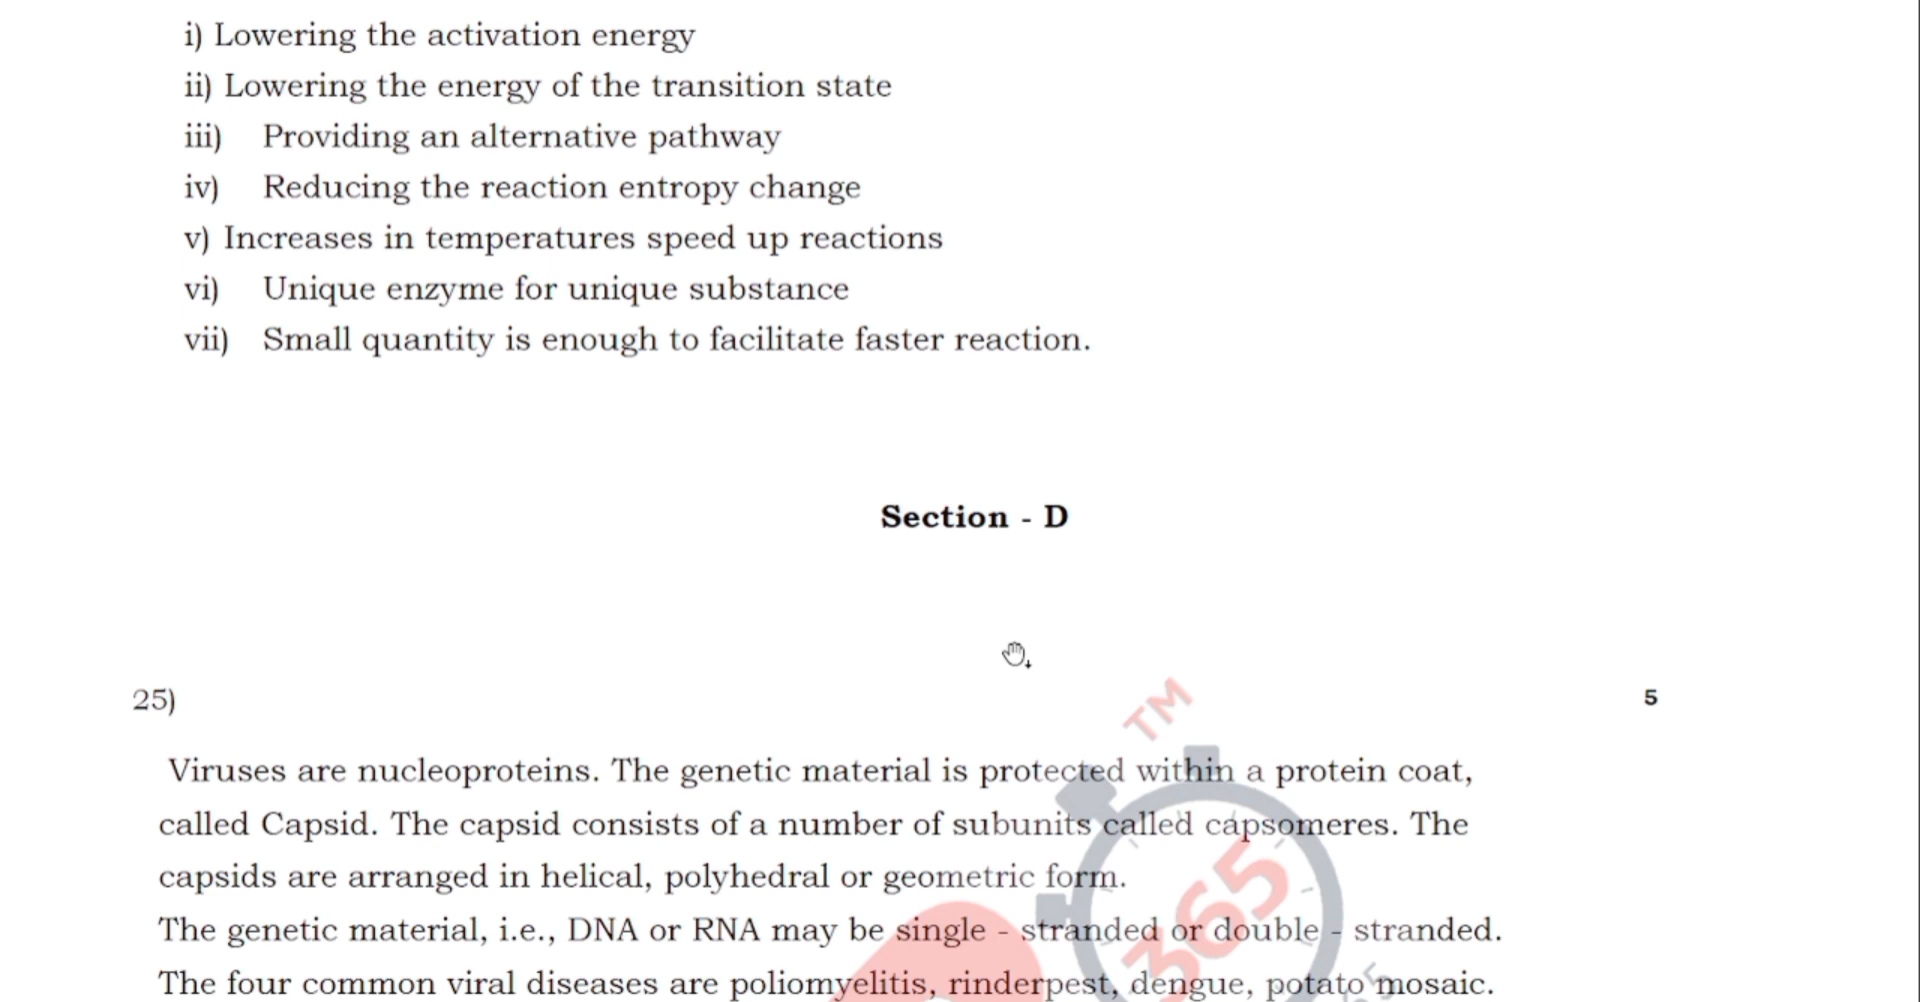 i) Lowering the activation energy
ii) Lowering the energy of the transition state
iii) Providing an alternative pathway
iv) Reducing the reaction entropy change
v) Increases in temperatures speed up reactions
vi) Unique enzyme for unique substance
vii) Small quantity is enough to facilitate faster reaction.
Section - D
25) 5
TM
Viruses are nucleoproteins. The genetic material is protected within a protein coat,
called Capsid. The capsid consists of a number of subunits called capsomeres. The
capsids are arranged in helical, polyhedral or geometric form.
365
The genetic material, i.e., DNA or RNA may be single - stranded or double - stranded.
The four common viral diseases are poliomyelitis, rinderpest, dengue, potato mosaic.